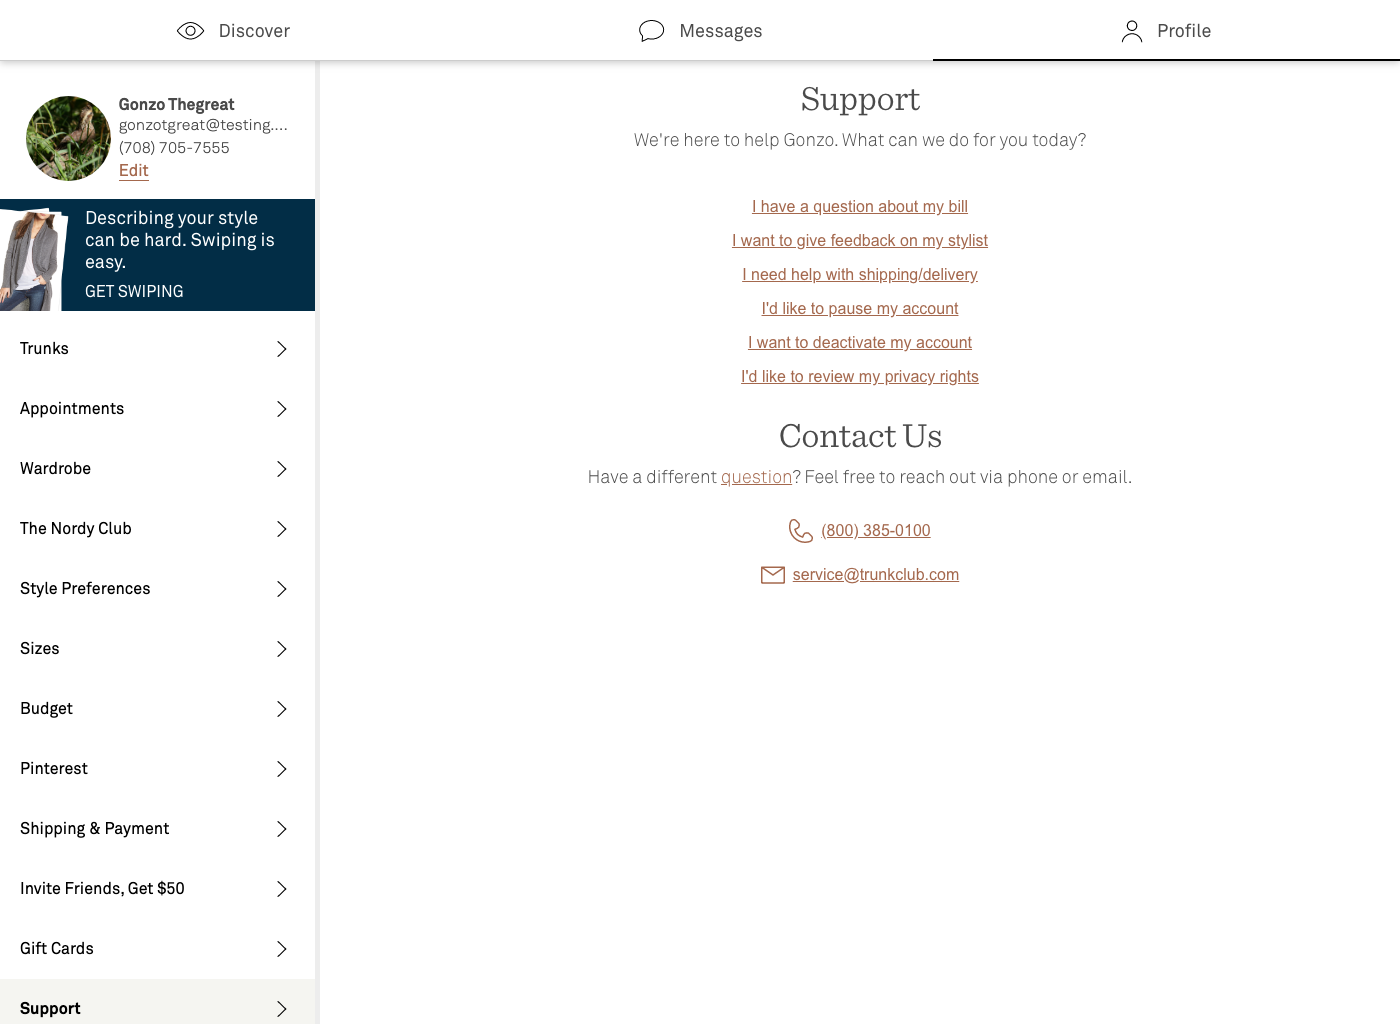 Discover
Messages
Profile
Gonzo Thegreat
gonzotgreat@testing....
(708) 705-7555
Edit
Describing your style
can be hard. Swiping is
easy.
GET SWIPING
Trunks
Appointments
Wardrobe
The Nordy Club
Style Preferences
Sizes
Budget
Pinterest
Shipping & Payment
Invite Friends, Get $50
Gift Cards
Support
Support
We're here to help Gonzo. What can we do for you today?
I have a question about my bill
I want to give feedback on my stylist
I need help with shipping/delivery
I'd like to pause my account
I want to deactivate my account
I'd like to review my privacy rights
Contact Us
Have a different question? Feel free to reach out via phone or email.
(800) 385-0100
service@trunkclub.com